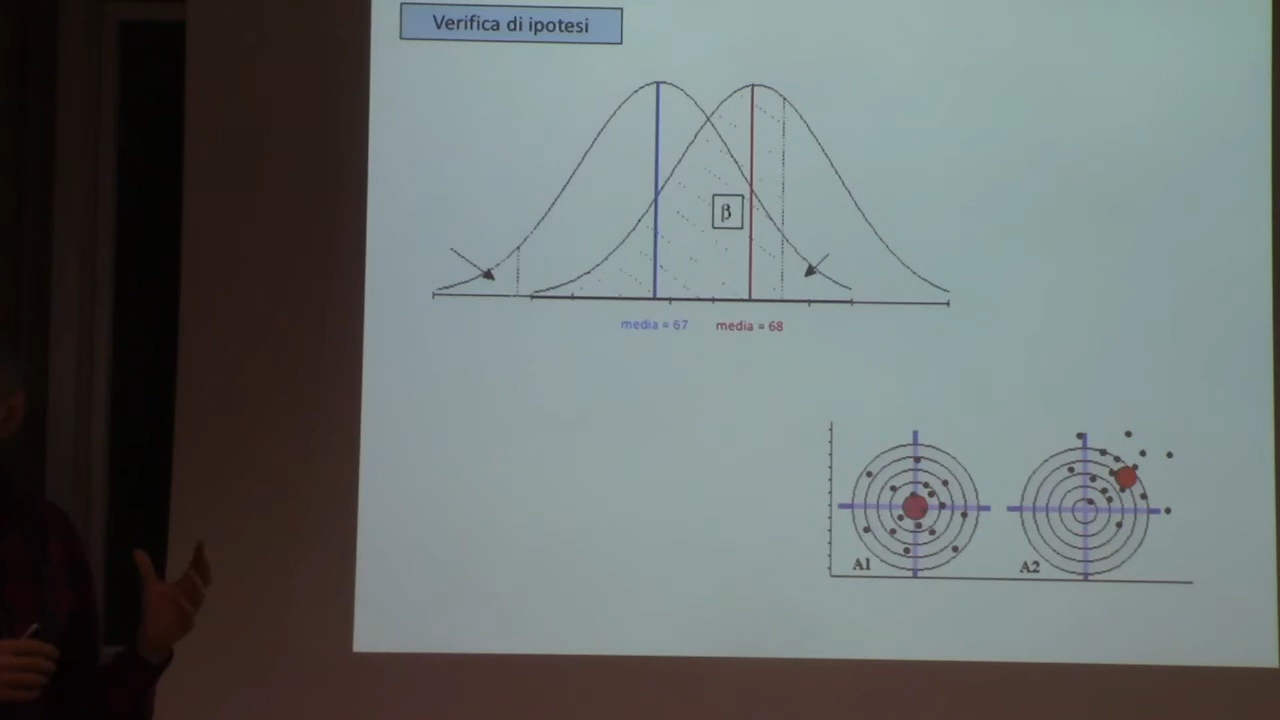 Verifica di ipotesi
β
media = 67
media = 68
A1
A2